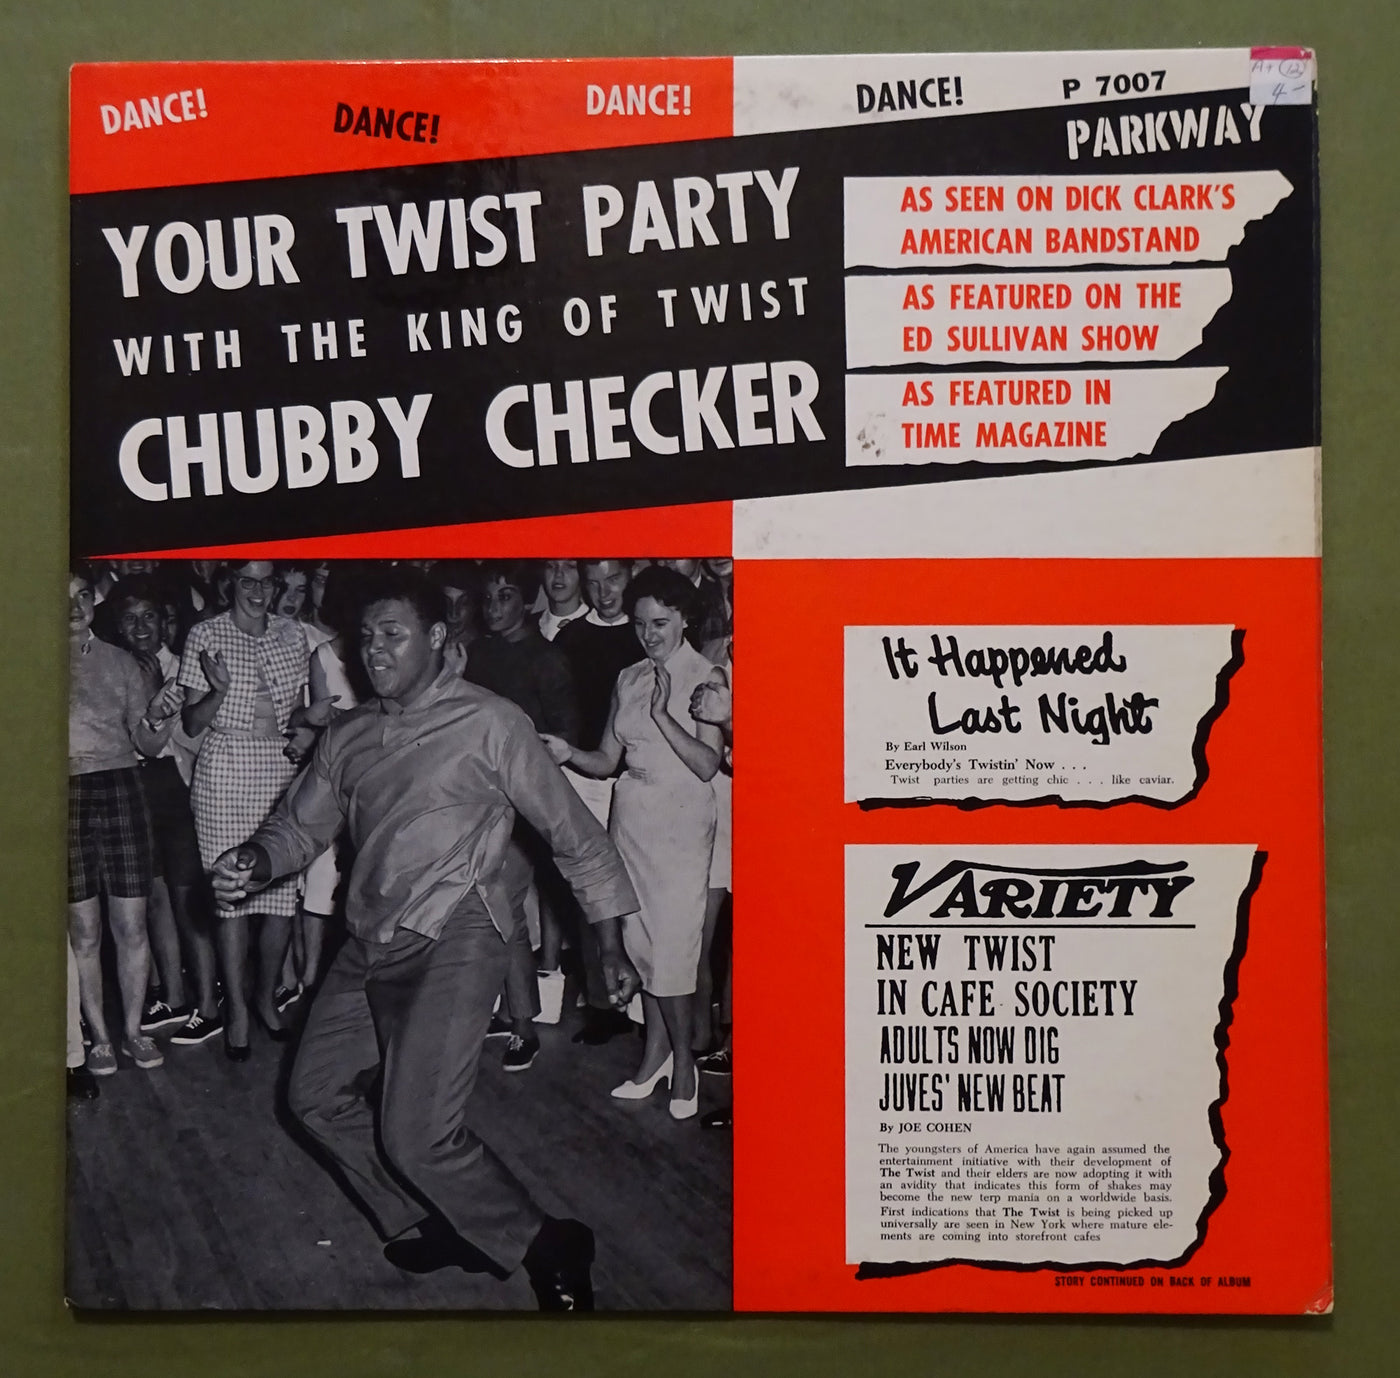 DANCE!
DANCE!
DANCE!
DANCE!
P 7007
A+ 12
4-
PARKWAY
YOUR TWIST PARTY
WITH THE KING OF TWIST
CHUBBY CHECKER
AS SEEN ON DICK CLARK'S
AMERICAN BANDSTAND
AS FEATURED ON THE
ED SULLIVAN SHOW
AS FEATURED IN
TIME MAGAZINE
It Happened
Last Night
By Earl Wilson
Everybody's Twistin' Now . . .
Twist parties are getting chic . . . like caviar.
VARIETY
NEW TWIST
IN CAFE SOCIETY
ADULTS NOW DIG
JUVES' NEW BEAT
By JOE COHEN
The youngsters of America have again assumed the
entertainment initiative with their development of
The Twist and their elders are now adopting it with
an avidity that indicates this form of shakes may
become the new terp mania on a worldwide basis.
First indications that The Twist is being picked up
universally are seen in New York where mature ele-
ments are coming into storefront cafes
STORY CONTINUED ON BACK OF ALBUM